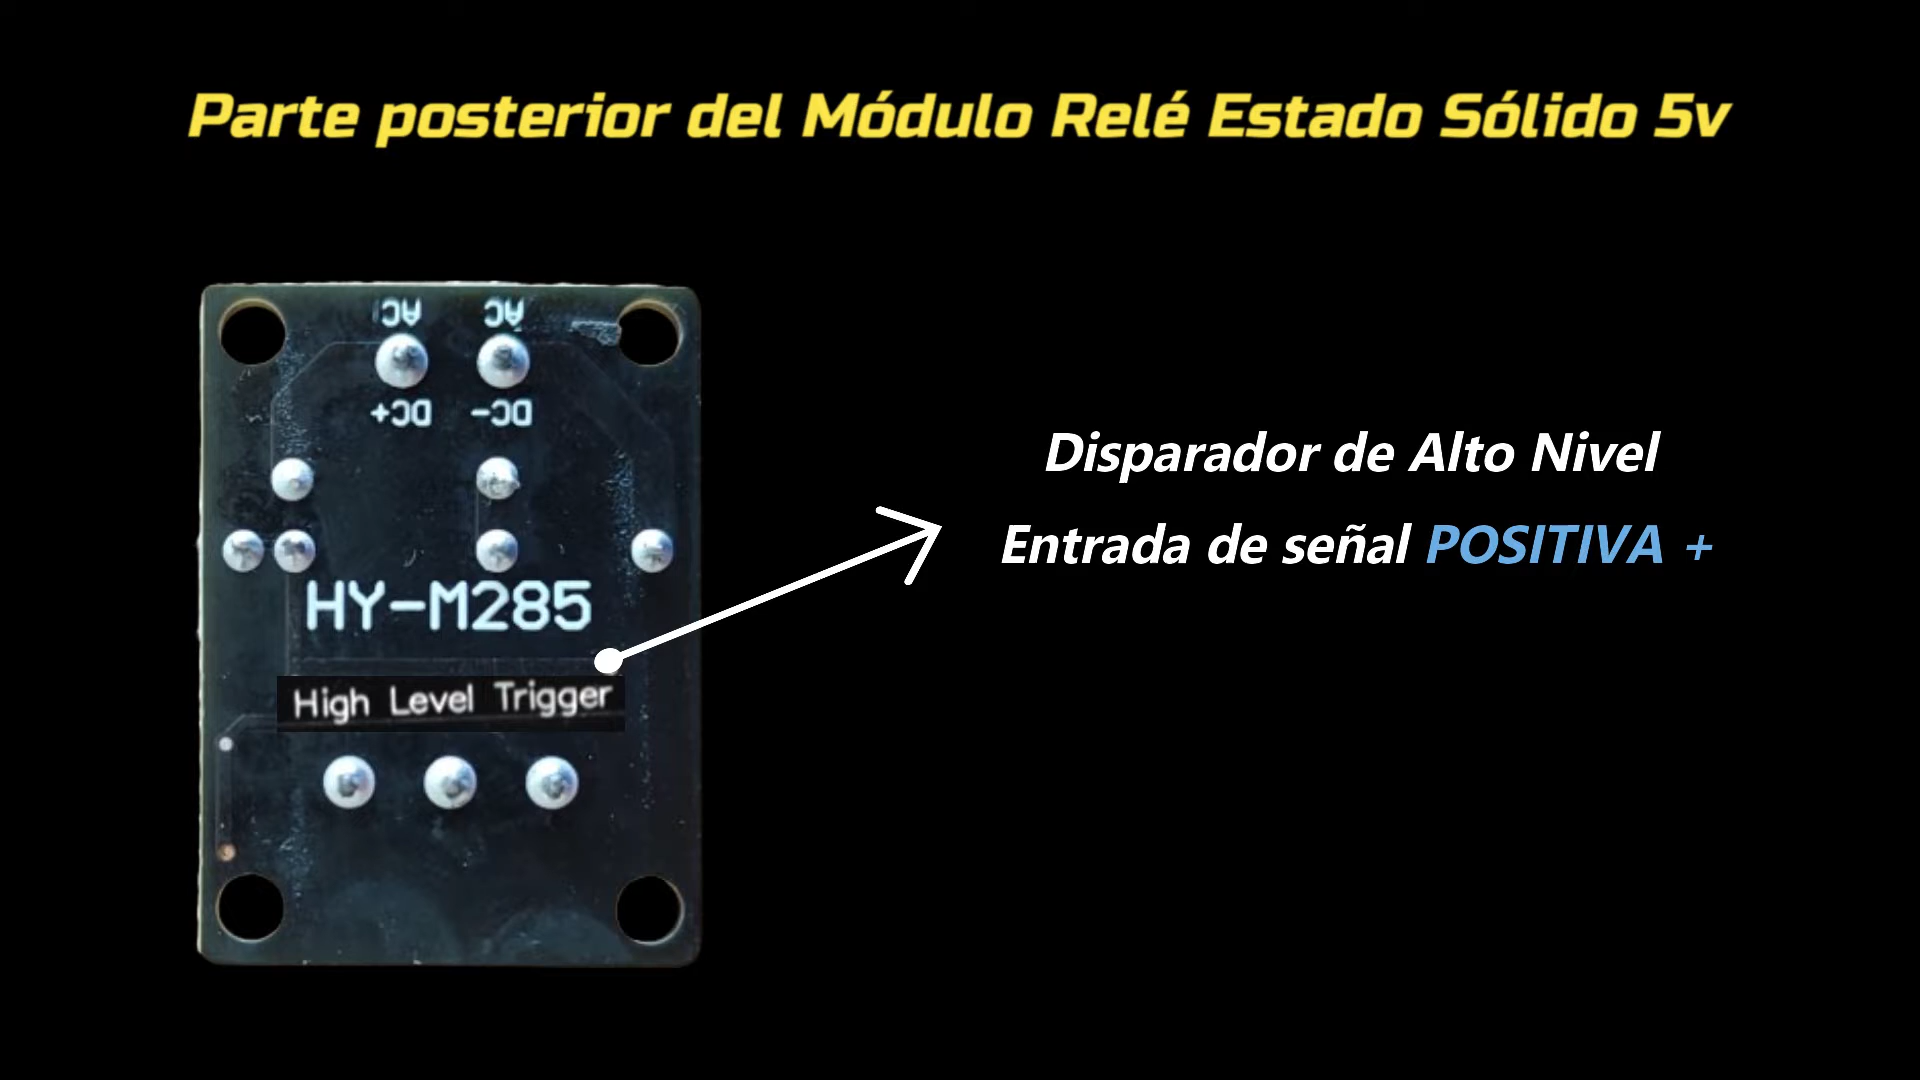 Parte posterior del Módulo Relé Estado Sólido 5v
AC AC
DC+ DC-
Disparador de Alto Nivel
Entrada de señal POSITIVA +
HY-M285
High Level Trigger